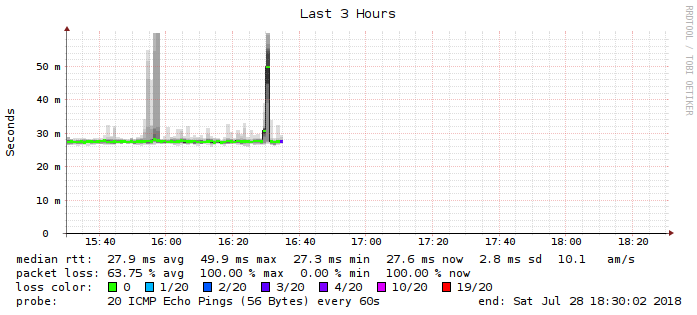 Last 3 Hours
RRDTOOL / TOBI OETIKER
Seconds
50 m
40 m
30 m
20 m
10 m
0
15:40 16:00 16:20 16:40 17:00 17:20 17:40 18:00 18:20
median rtt: 27.9 ms avg 49.9 ms max 27.3 ms min 27.6 ms now 2.8 ms sd 10.1 am/s
packet loss: 63.75 % avg 100.00 % max 0.00 % min 100.00 % now
loss color: 0 1/20 2/20 3/20 4/20 10/20 19/20
probe: 20 ICMP Echo Pings (56 Bytes) every 60s end: Sat Jul 28 18:30:02 2018